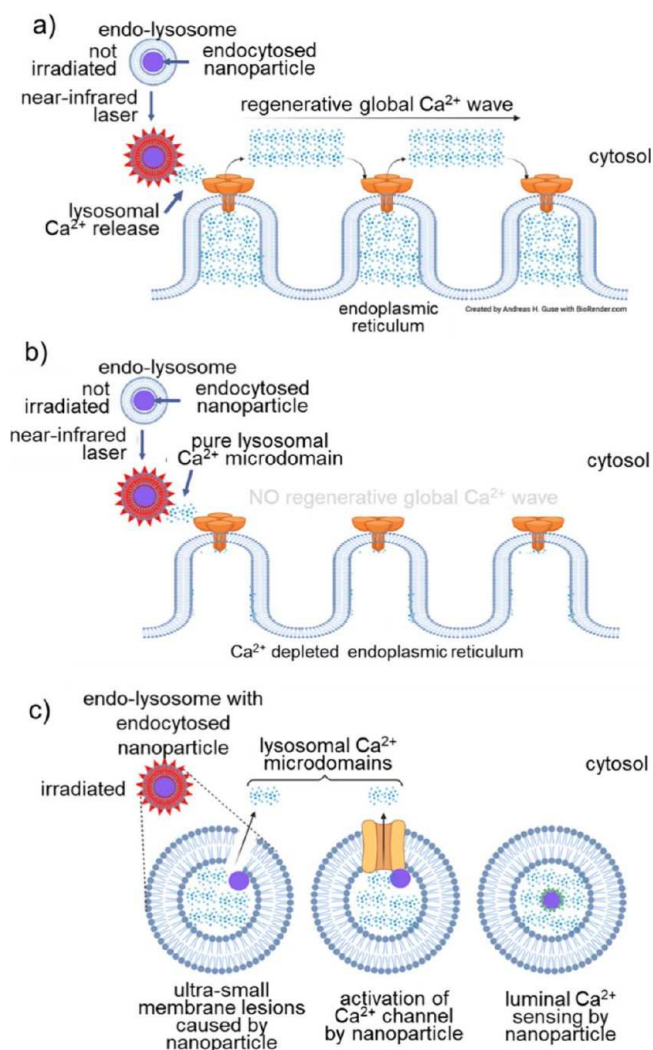 a)
endo-lysosome
not
irradiated
endocytosed
nanoparticle
near-infrared
laser
regenerative global Ca²⁺ wave
cytosol
lysosomal
Ca²⁺ release
endoplasmic
reticulum
Created by Andreas H. Guse with BioRender.com
b)
endo-lysosome
not
irradiated
endocytosed
nanoparticle
near-infrared
laser
pure lysosomal
Ca²⁺ microdomain
cytosol
NO regenerative global Ca²⁺ wave
Ca²⁺ depleted endoplasmic reticulum
c)
endo-lysosome with
endocytosed
nanoparticle
irradiated
lysosomal Ca²⁺
microdomains
cytosol
ultra-small
membrane lesions
caused by
nanoparticle
activation of
Ca²⁺ channel
by nanoparticle
luminal Ca²⁺
sensing by
nanoparticle